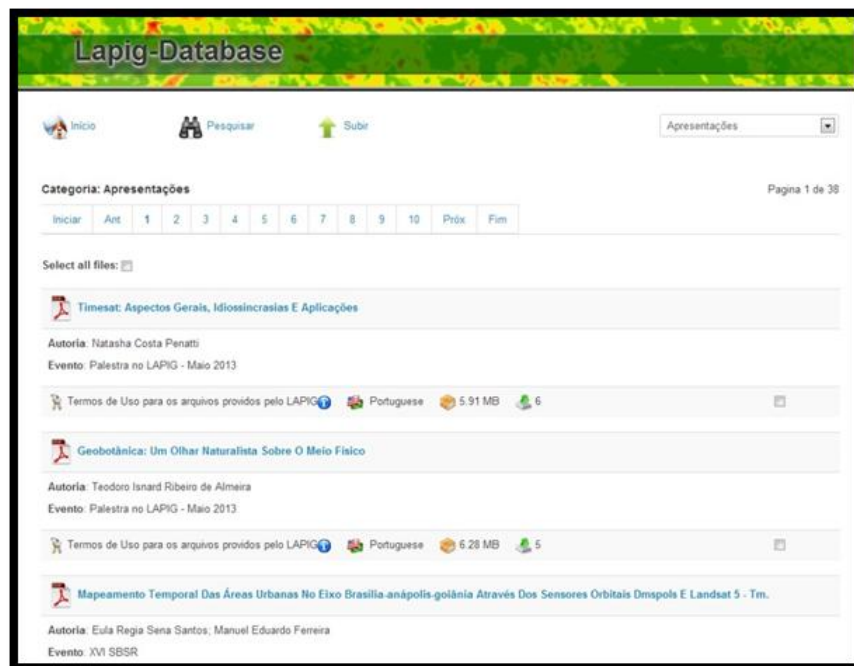 Lapig-Database
Início Pesquisar Subir Apresentações
Categoria: Apresentações Pagina 1 de 38
Iniciar Ant 1 2 3 4 5 6 7 8 9 10 Próx Fim
Select all files:
Timesat: Aspectos Gerais, Idiossincrasias E Aplicações
Autoria: Natasha Costa Penatti
Evento: Palestra no LAPIG - Maio 2013
Termos de Uso para os arquivos providos pelo LAPIG Portuguese 5.91 MB 6
Geobotânica: Um Olhar Naturalista Sobre O Meio Físico
Autoria: Teodoro Isnard Ribeiro de Almeida
Evento: Palestra no LAPIG - Maio 2013
Termos de Uso para os arquivos providos pelo LAPIG Portuguese 6.28 MB 5
Mapeamento Temporal Das Áreas Urbanas No Eixo Brasília-anápolis-goiânia Através Dos Sensores Orbitais Dmspols E Landsat 5 - Tm.
Autoria: Eula Regia Sena Santos; Manuel Eduardo Ferreira
Evento: XVI SBSR